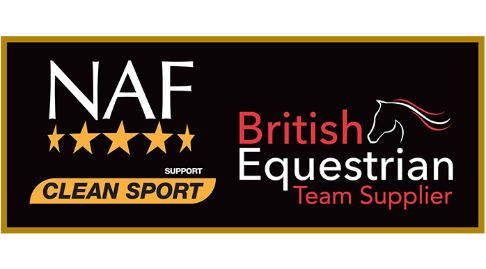 NAF
SUPPORT
CLEAN SPORT
British
Equestrian
Team Supplier